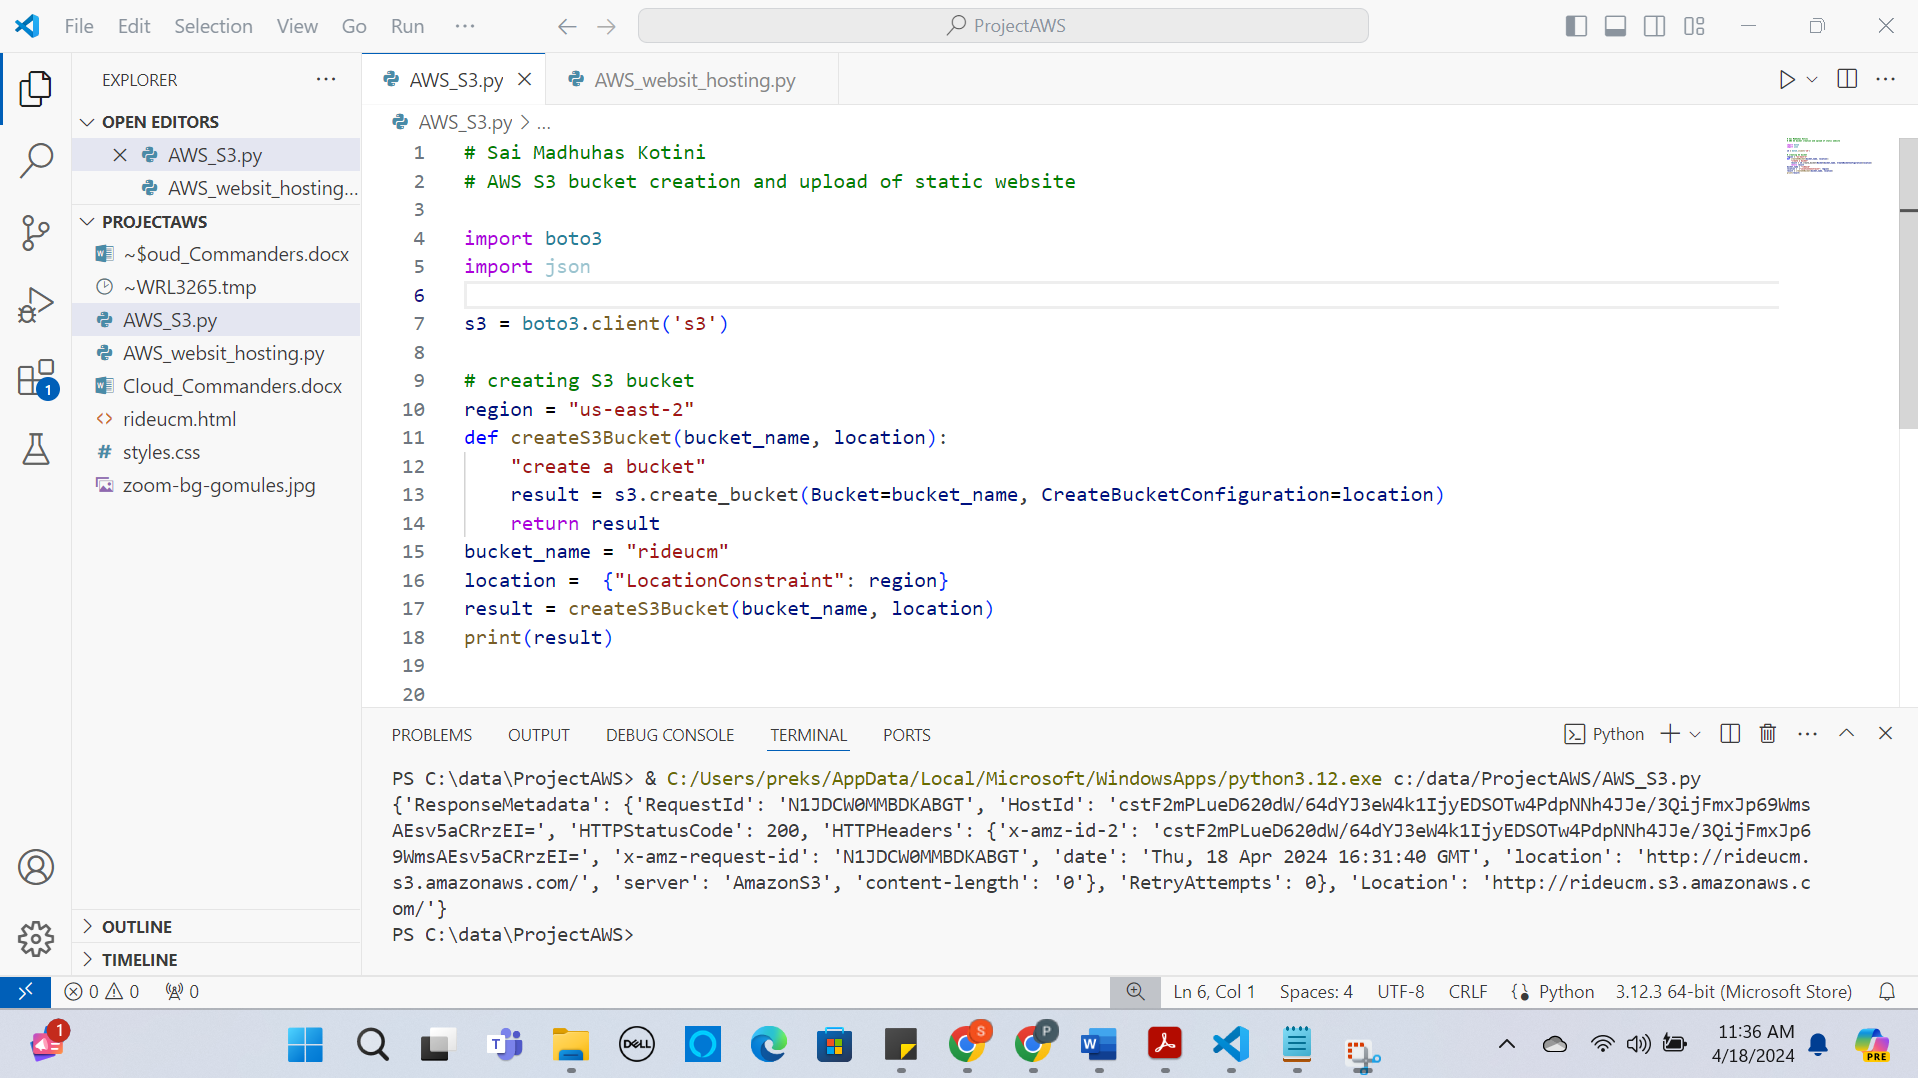 File Edit Selection View Go Run ··· ProjectAWS
EXPLORER ···
OPEN EDITORS
AWS_S3.py
AWS_websit_hosting...
PROJECTAWS
~$oud_Commanders.docx
~WRL3265.tmp
AWS_S3.py
AWS_websit_hosting.py
Cloud_Commanders.docx
rideucm.html
styles.css
zoom-bg-gomules.jpg
1
OUTLINE
TIMELINE
AWS_S3.py AWS_websit_hosting.py
AWS_S3.py > ...
1 # Sai Madhuhas Kotini
2 # AWS S3 bucket creation and upload of static website
3
4 import boto3
5 import json
6
7 s3 = boto3.client('s3')
8
9 # creating S3 bucket
10 region = "us-east-2"
11 def createS3Bucket(bucket_name, location):
12 "create a bucket"
13 result = s3.create_bucket(Bucket=bucket_name, CreateBucketConfiguration=location)
14 return result
15 bucket_name = "rideucm"
16 location =  {"LocationConstraint": region}
17 result = createS3Bucket(bucket_name, location)
18 print(result)
19
20
PROBLEMS OUTPUT DEBUG CONSOLE TERMINAL PORTS Python
PS C:\data\ProjectAWS> & C:/Users/preks/AppData/Local/Microsoft/WindowsApps/python3.12.exe c:/data/ProjectAWS/AWS_S3.py
{'ResponseMetadata': {'RequestId': 'N1JDCW0MMBDKABGT', 'HostId': 'cstF2mPLueD620dW/64dYJ3eW4k1IjyEDSOTw4PdpNNh4JJe/3QijFmxJp69Wms
AEsv5aCRrzEI=', 'HTTPStatusCode': 200, 'HTTPHeaders': {'x-amz-id-2': 'cstF2mPLueD620dW/64dYJ3eW4k1IjyEDSOTw4PdpNNh4JJe/3QijFmxJp6
9WmsAEsv5aCRrzEI=', 'x-amz-request-id': 'N1JDCW0MMBDKABGT', 'date': 'Thu, 18 Apr 2024 16:31:40 GMT', 'location': 'http://rideucm.
s3.amazonaws.com/', 'server': 'AmazonS3', 'content-length': '0'}, 'RetryAttempts': 0}, 'Location': 'http://rideucm.s3.amazonaws.c
om/'}
PS C:\data\ProjectAWS>
0 0 0 Ln 6, Col 1 Spaces: 4 UTF-8 CRLF Python 3.12.3 64-bit (Microsoft Store)
1 T DELL S P W PRE
11:36 AM
4/18/2024